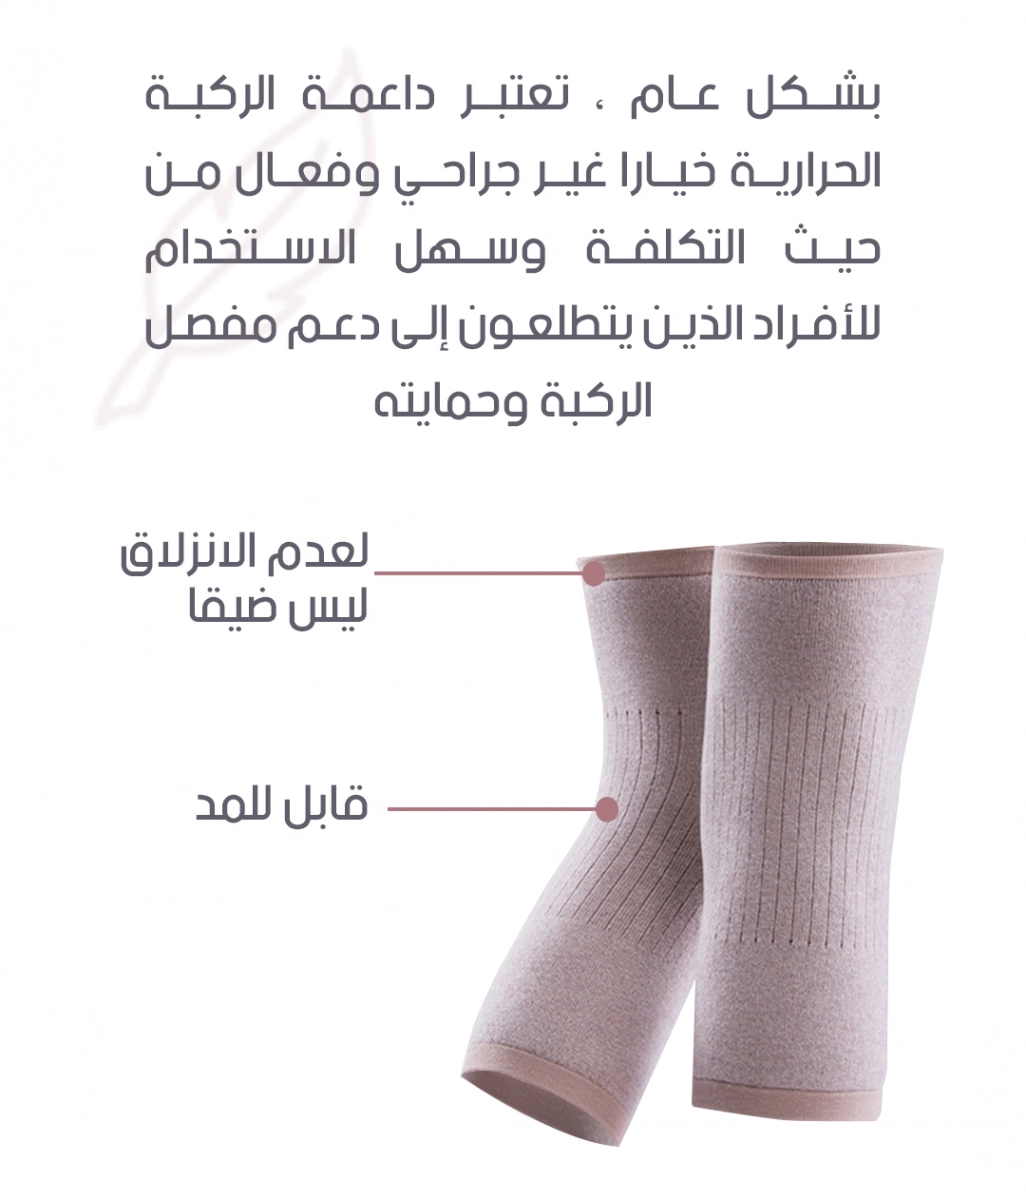 بشكل عام ، تعتبر داعمة الركبة
الحرارية خيارا غير جراحي وفعال من
حيث التكلفة وسهل الاستخدام
للأفراد الذين يتطلعون إلى دعم مفصل
الركبة وحمايته
لعدم الانزلاق
ليس ضيقا
قابل للمد